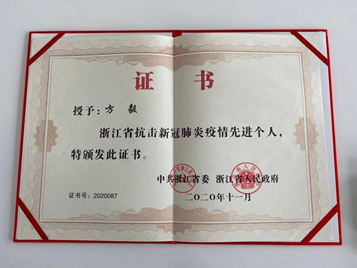 证 书
授予：方毅
浙江省抗击新冠肺炎疫情先进个人，
特颁发此证书。
中共浙江省委 浙江省人民政府
证书号：2020087
二〇二〇年十一月